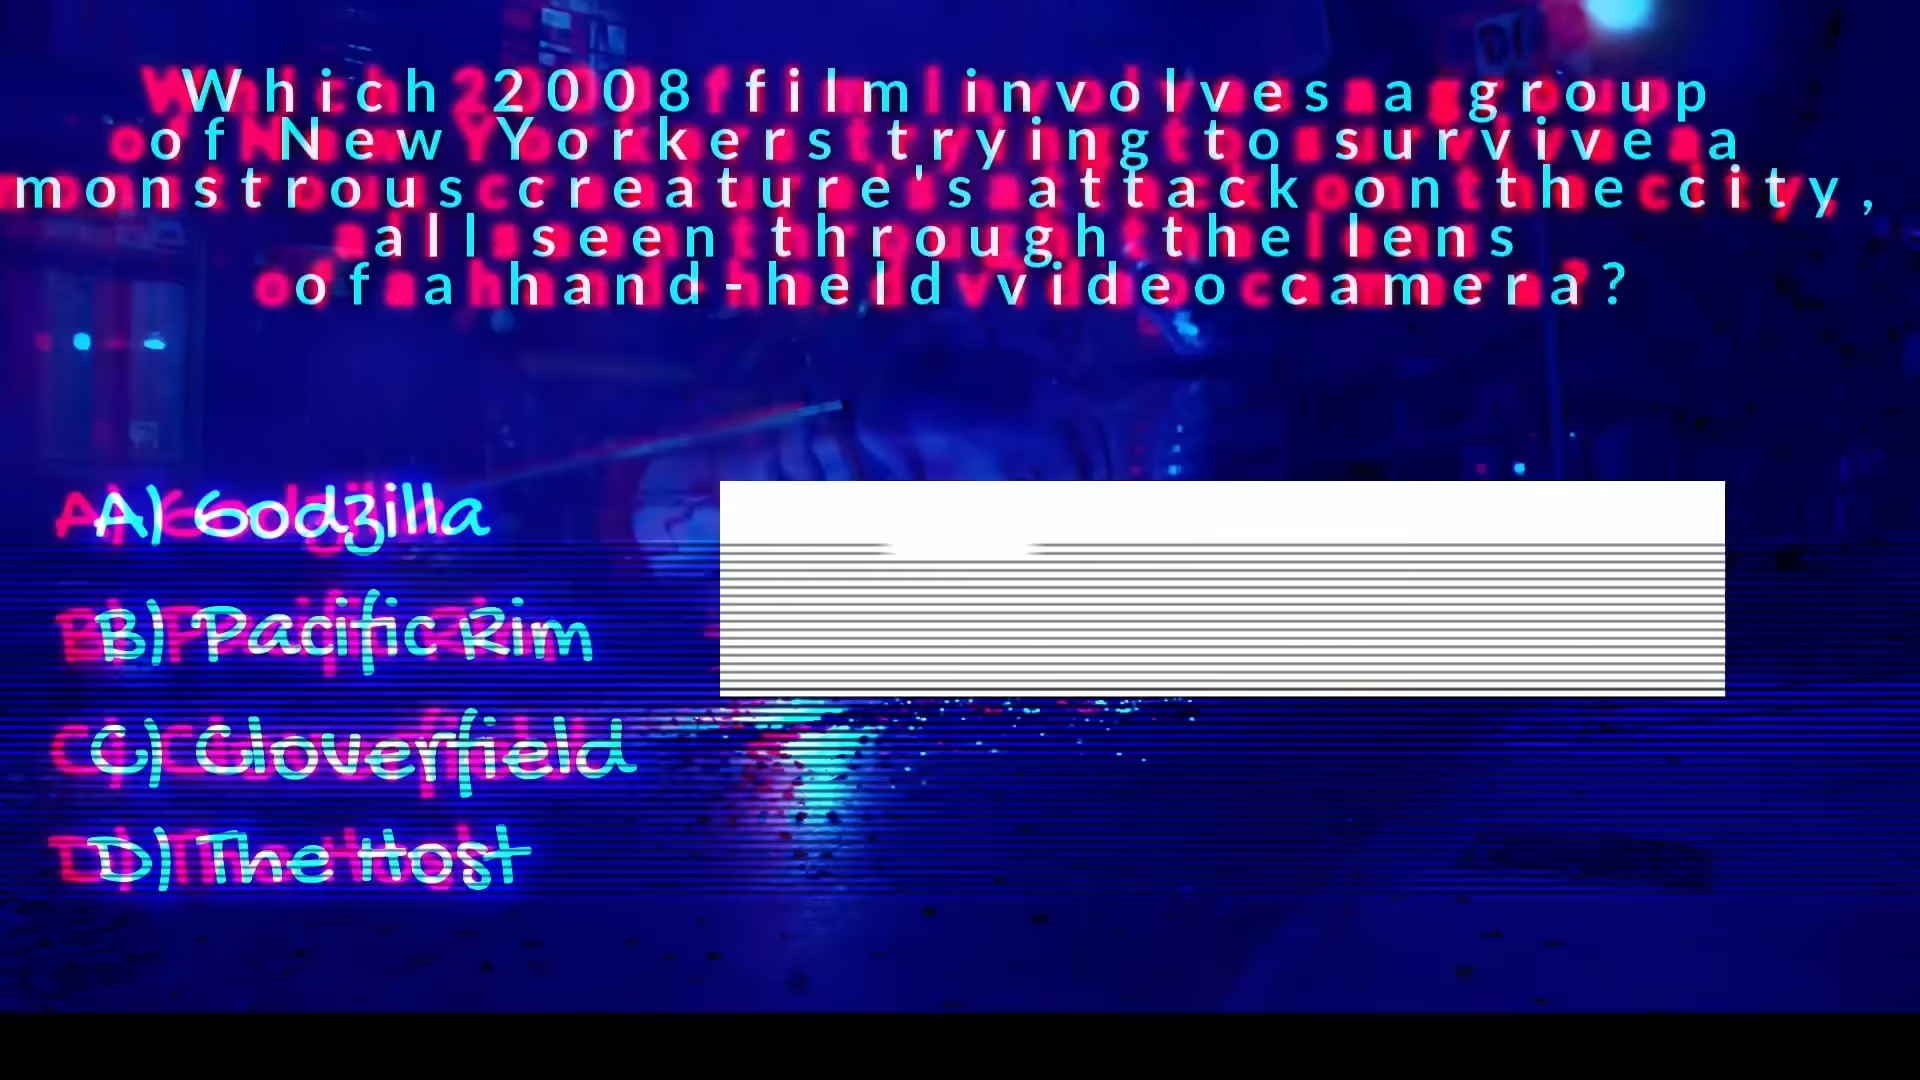 Which 2008 film involves a group
of New Yorkers trying to survive a
monstrous creature's attack on the city,
all seen through the lens
of a hand-held video camera?
A) Godzilla
B) Pacific Rim
C) Cloverfield
D) The Host